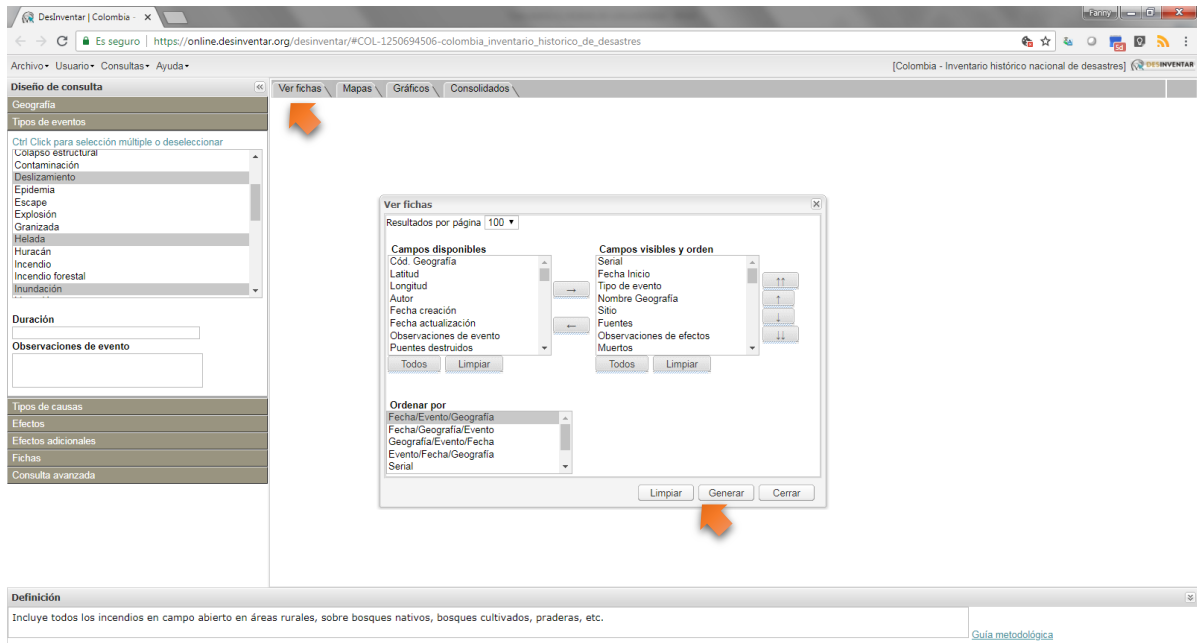 DesInventar | Colombia -
Fanny
Es seguro | https://online.desinventar.org/desinventar/#COL-1250694506-colombia_inventario_historico_de_desastres
5d
Archivo Usuario Consultas Ayuda
[Colombia - Inventario histórico nacional de desastres] DESINVENTAR
Diseño de consulta
Ver fichas Mapas Gráficos Consolidados
Geografía
Tipos de eventos
Ctrl Click para selección múltiple o deseleccionar
Colapso estructural
Contaminación
Deslizamiento
Epidemia
Escape
Explosión
Granizada
Helada
Huracán
Incendio
Incendio forestal
Inundación
Duración
Observaciones de evento
Tipos de causas
Efectos
Efectos adicionales
Fichas
Consulta avanzada
Ver fichas
Resultados por página 100
Campos disponibles
Cód. Geografía
Latitud
Longitud
Autor
Fecha creación
Fecha actualización
Observaciones de evento
Puentes destruidos
→
←
Todos Limpiar
Campos visibles y orden
Serial
Fecha Inicio
Tipo de evento
Nombre Geografía
Sitio
Fuentes
Observaciones de efectos
Muertos
↑↑
↑
↓
↓↓
Todos Limpiar
Ordenar por
Fecha/Evento/Geografía
Fecha/Geografía/Evento
Geografía/Evento/Fecha
Evento/Fecha/Geografía
Serial
Limpiar Generar Cerrar
Definición
Incluye todos los incendios en campo abierto en áreas rurales, sobre bosques nativos, bosques cultivados, praderas, etc.
Guía metodológica